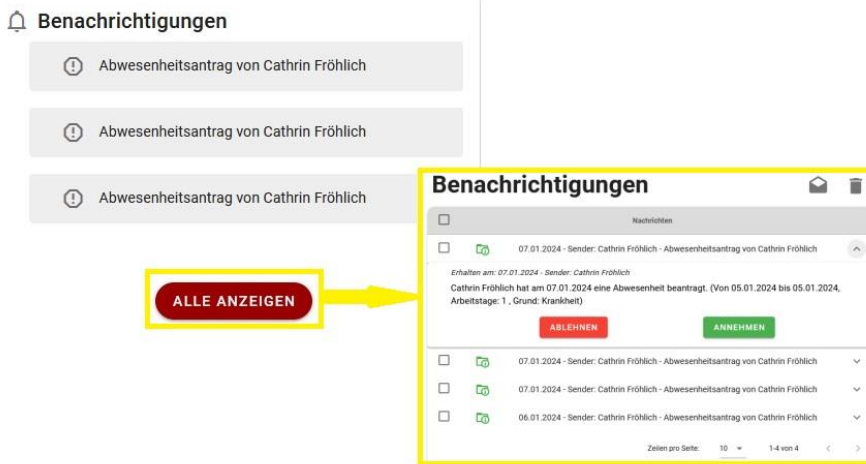 Benachrichtigungen
Abwesenheitsantrag von Cathrin Fröhlich
Abwesenheitsantrag von Cathrin Fröhlich
Abwesenheitsantrag von Cathrin Fröhlich
ALLE ANZEIGEN
Benachrichtigungen
Nachrichten
07.01.2024 - Sender: Cathrin Fröhlich - Abwesenheitsantrag von Cathrin Fröhlich
Erhalten am: 07.01.2024 - Sender: Cathrin Fröhlich
Cathrin Fröhlich hat am 07.01.2024 eine Abwesenheit beantragt. (Von 05.01.2024 bis 05.01.2024,
Arbeitstage: 1 , Grund: Krankheit)
ABLEHNEN ANNEHMEN
07.01.2024 - Sender: Cathrin Fröhlich - Abwesenheitsantrag von Cathrin Fröhlich
07.01.2024 - Sender: Cathrin Fröhlich - Abwesenheitsantrag von Cathrin Fröhlich
06.01.2024 - Sender: Cathrin Fröhlich - Abwesenheitsantrag von Cathrin Fröhlich
Zeilen pro Seite: 10 1-4 von 4